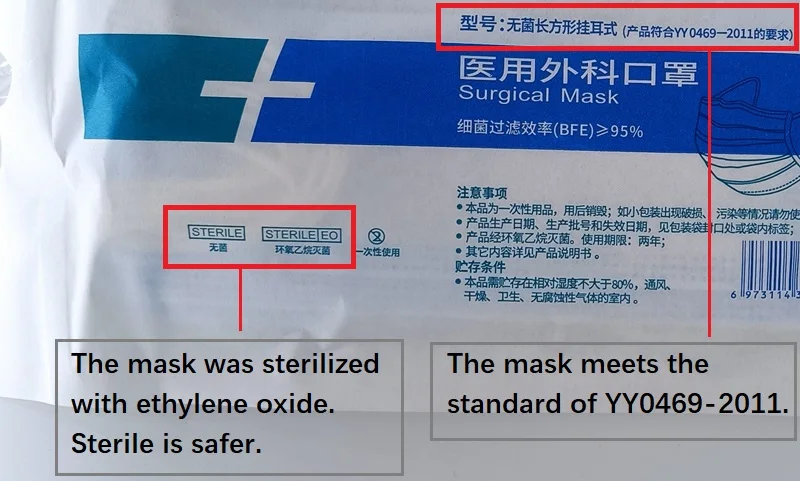 型号：无菌长方形挂耳式 (产品符合YY0469—2011的要求)
医用外科口罩
Surgical Mask
细菌过滤效率(BFE)≥95%
注意事项
• 本品为一次性用品，用后销毁；如小包装出现破损、污染等情况请勿使
• 产品生产日期、生产批号和失效日期，见包装袋封口处或袋内标签；
• 产品经环氧乙烷灭菌。使用期限：两年；
• 其它内容详见产品说明书。
贮存条件
• 本品需贮存在相对湿度不大于80%，通风、
干燥、卫生、无腐蚀性气体的室内。
6 973114
STERILE
无菌
STERILE EO
环氧乙烷灭菌
2
一次性使用
The mask was sterilized
with ethylene oxide.
Sterile is safer.
The mask meets the
standard of YY0469-2011.